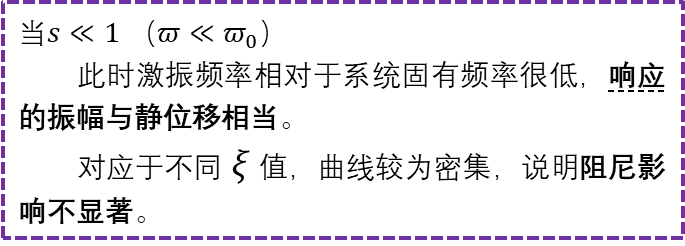 当s ≪ 1 （ϖ ≪ ϖ₀）
此时激振频率相对于系统固有频率很低，响应
的振幅与静位移相当。
对应于不同 ξ 值，曲线较为密集，说明阻尼影
响不显著。